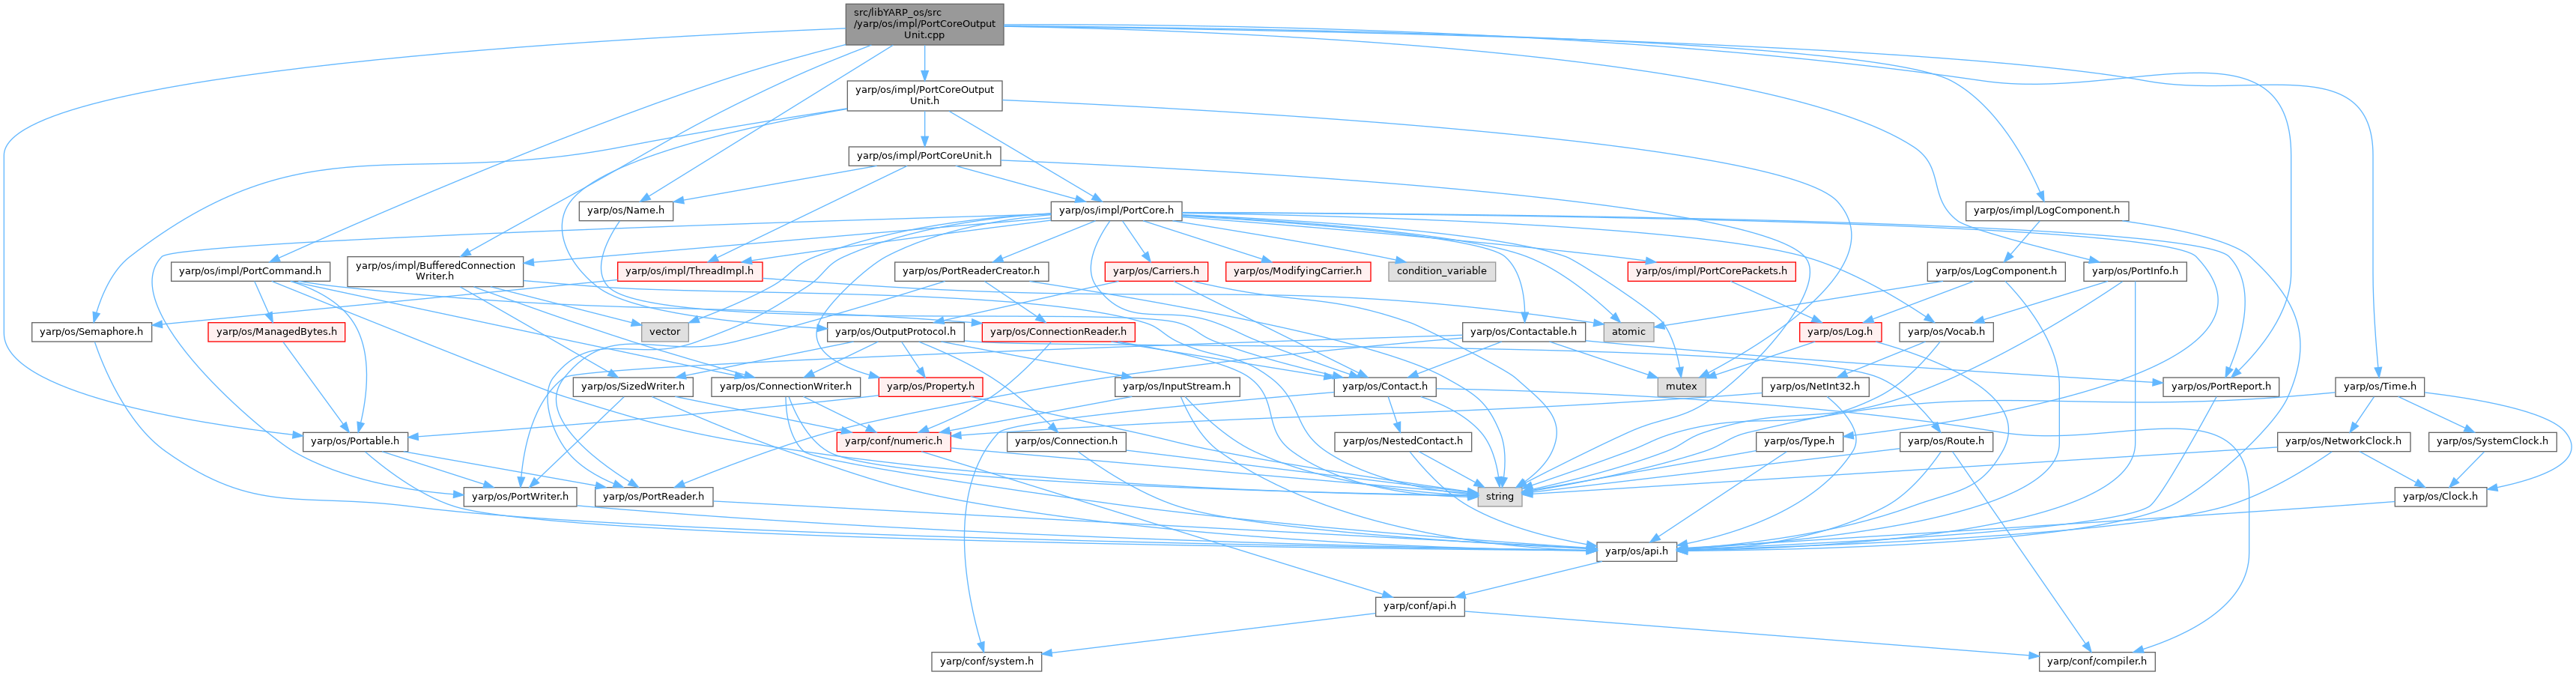 src/libYARP_os/src
/yarp/os/impl/PortCoreOutput
Unit.cpp
yarp/os/impl/PortCoreOutput
Unit.h
yarp/os/impl/PortCoreUnit.h
yarp/os/Name.h
yarp/os/impl/PortCore.h
yarp/os/impl/LogComponent.h
yarp/os/impl/PortCommand.h
yarp/os/impl/BufferedConnection
Writer.h
yarp/os/impl/ThreadImpl.h
yarp/os/PortReaderCreator.h
yarp/os/Carriers.h
yarp/os/ModifyingCarrier.h
condition_variable
yarp/os/impl/PortCorePackets.h
yarp/os/LogComponent.h
yarp/os/PortInfo.h
yarp/os/Semaphore.h
yarp/os/ManagedBytes.h
vector
yarp/os/OutputProtocol.h
yarp/os/ConnectionReader.h
yarp/os/Contactable.h
atomic
yarp/os/Log.h
yarp/os/Vocab.h
yarp/os/SizedWriter.h
yarp/os/ConnectionWriter.h
yarp/os/Property.h
yarp/os/InputStream.h
yarp/os/Contact.h
mutex
yarp/os/NetInt32.h
yarp/os/PortReport.h
yarp/os/Time.h
yarp/os/Portable.h
yarp/conf/numeric.h
yarp/os/Connection.h
yarp/os/NestedContact.h
yarp/os/Type.h
yarp/os/Route.h
yarp/os/NetworkClock.h
yarp/os/SystemClock.h
yarp/os/PortWriter.h
yarp/os/PortReader.h
string
yarp/os/Clock.h
yarp/os/api.h
yarp/conf/api.h
yarp/conf/system.h
yarp/conf/compiler.h